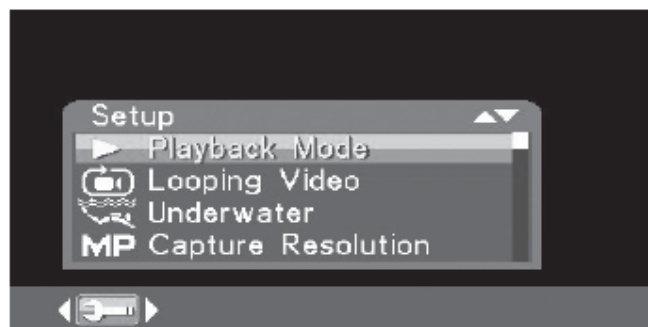 Setup
Playback Mode
Looping Video
Underwater
MP Capture Resolution